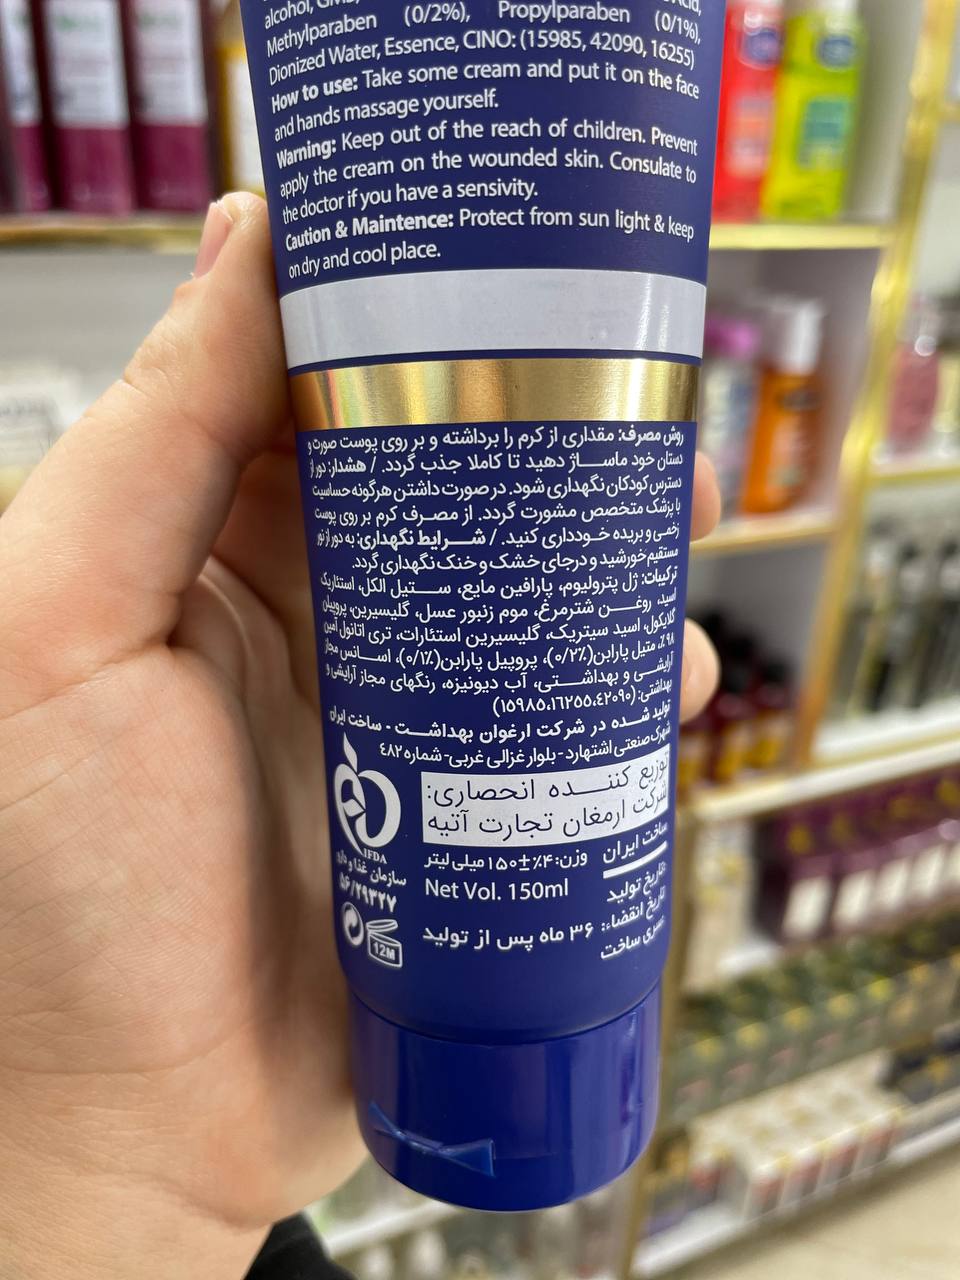 alcohol,
Methylparaben (0/2%), Propylparaben (0/1%),
Dionized Water, Essence, CINO: (15985, 42090, 16255)
How to use: Take some cream and put it on the face
and hands massage yourself.
Warning: Keep out of the reach of children. Prevent
apply the cream on the wounded skin. Consulate to
the doctor if you have a sensivity.
Caution & Maintence: Protect from sun light & keep
on dry and cool place.
روش مصرف: مقداری از کرم را برداشته و بر روی پوست صورت و
دستان خود ماساژ دهید تا کاملا جذب گردد. / هشدار: دور از
دسترس کودکان نگهداری شود. در صورت داشتن هرگونه حساسیت
با پزشک متخصص مشورت گردد. از مصرف کرم بر روی پوست
زخمی و بریده خودداری کنید. / شرایط نگهداری: به دور از نور
مستقیم خورشید و در جای خشک و خنک نگهداری گردد.
ترکیبات: ژل پترولیوم، پارافین مایع، ستیل الکل، استئاریک
اسید، روغن شترمرغ، موم زنبور عسل، گلیسیرین، پروپیلن
گلایکول، اسید سیتریک، گلیسیرین استئارات، تری اتانول آمین
۹۸٪، متیل پارابن(۰/۲٪)، پروپیل پارابن(۰/۱٪)، اسانس مجاز
آرایشی و بهداشتی، آب دیونیزه، رنگهای مجاز آرایشی و
بهداشتی: (۱۵۹۸۵،۱۶۲۵۵،۴۲۰۹۰)
تولید شده در شرکت ارغوان بهداشت - ساخت ایران
شهرک صنعتی اشتهارد - بلوار غزالی غربی - شماره ۴۸۲
توزیع کننده انحصاری:
شرکت ارمغان تجارت آتیه
IFDA
سازمان غذا و دارو
۵۶/۲۹۳۲۷
ساخت ایران
وزن: ۴٪±۱۵۰ میلی لیتر
Net Vol. 150ml
تاریخ تولید:
تاریخ انقضاء: ۳۶ ماه پس از تولید
سری ساخت
12M